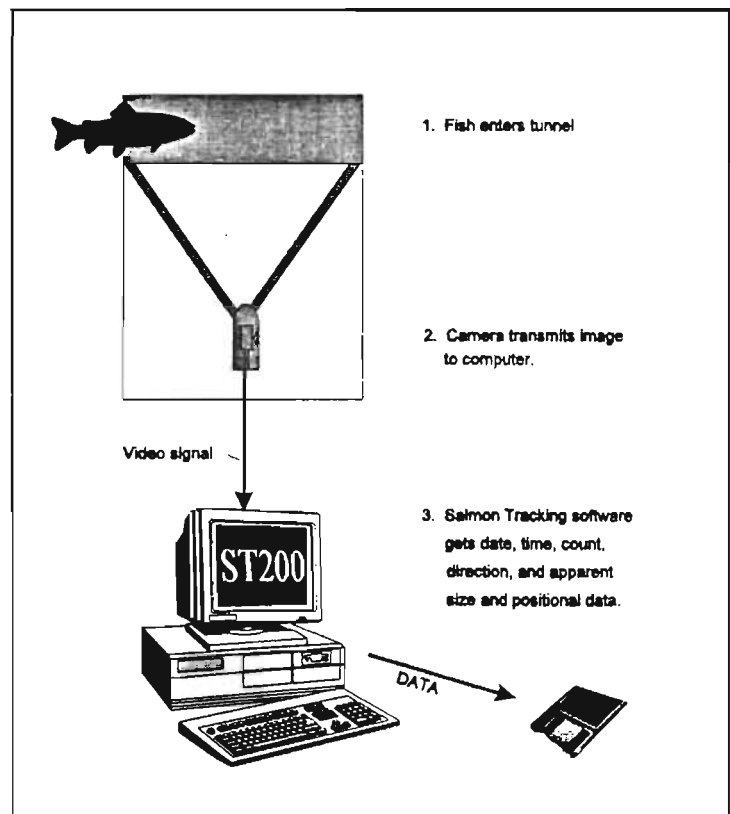 1. Fish enters tunnel
2. Camera transmits image
to computer.
Video signal
3. Salmon Tracking software
gets date, time, count,
direction, and apparent
size and positional data.
ST200
DATA